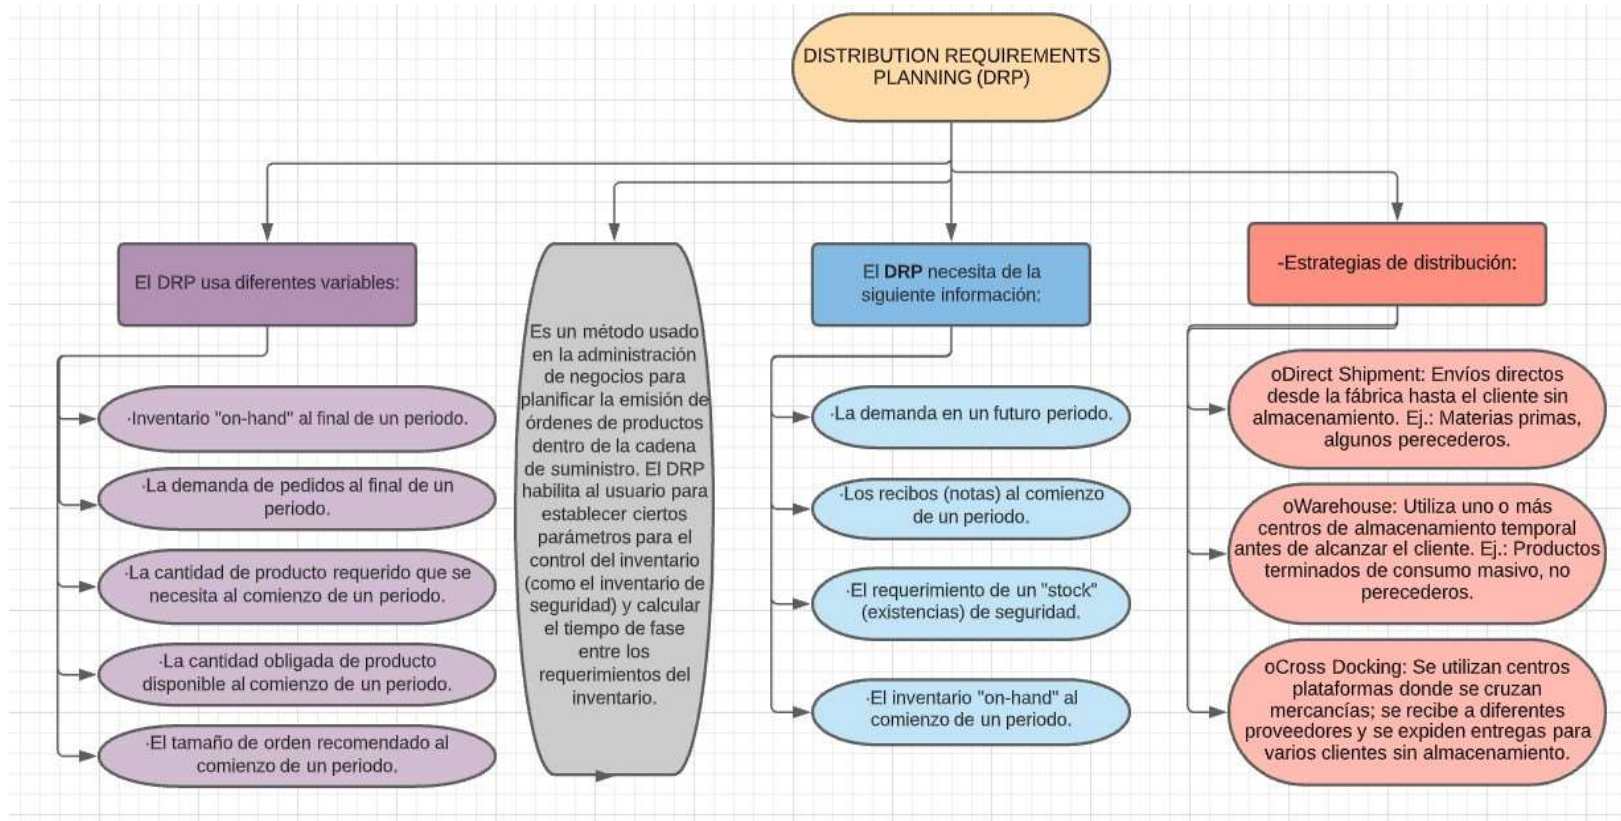 DISTRIBUTION REQUIREMENTS
PLANNING (DRP)
El DRP usa diferentes variables:
·Inventario "on-hand" al final de un periodo.
·La demanda de pedidos al final de un
periodo.
·La cantidad de producto requerido que se
necesita al comienzo de un periodo.
·La cantidad obligada de producto
disponible al comienzo de un periodo.
·El tamaño de orden recomendado al
comienzo de un periodo.
Es un método usado
en la administración
de negocios para
planificar la emisión de
órdenes de productos
dentro de la cadena
de suministro. El DRP
habilita al usuario para
establecer ciertos
parámetros para el
control del inventario
(como el inventario de
seguridad) y calcular
el tiempo de fase
entre los
requerimientos del
inventario.
El DRP necesita de la
siguiente información:
·La demanda en un futuro periodo.
·Los recibos (notas) al comienzo
de un periodo.
·El requerimiento de un "stock"
(existencias) de seguridad.
·El inventario "on-hand" al
comienzo de un periodo.
-Estrategias de distribución:
oDirect Shipment: Envíos directos
desde la fábrica hasta el cliente sin
almacenamiento. Ej.: Materias primas,
algunos perecederos.
oWarehouse: Utiliza uno o más
centros de almacenamiento temporal
antes de alcanzar el cliente. Ej.: Productos
terminados de consumo masivo, no
perecederos.
oCross Docking: Se utilizan centros
plataformas donde se cruzan
mercancías; se recibe a diferentes
proveedores y se expiden entregas para
varios clientes sin almacenamiento.